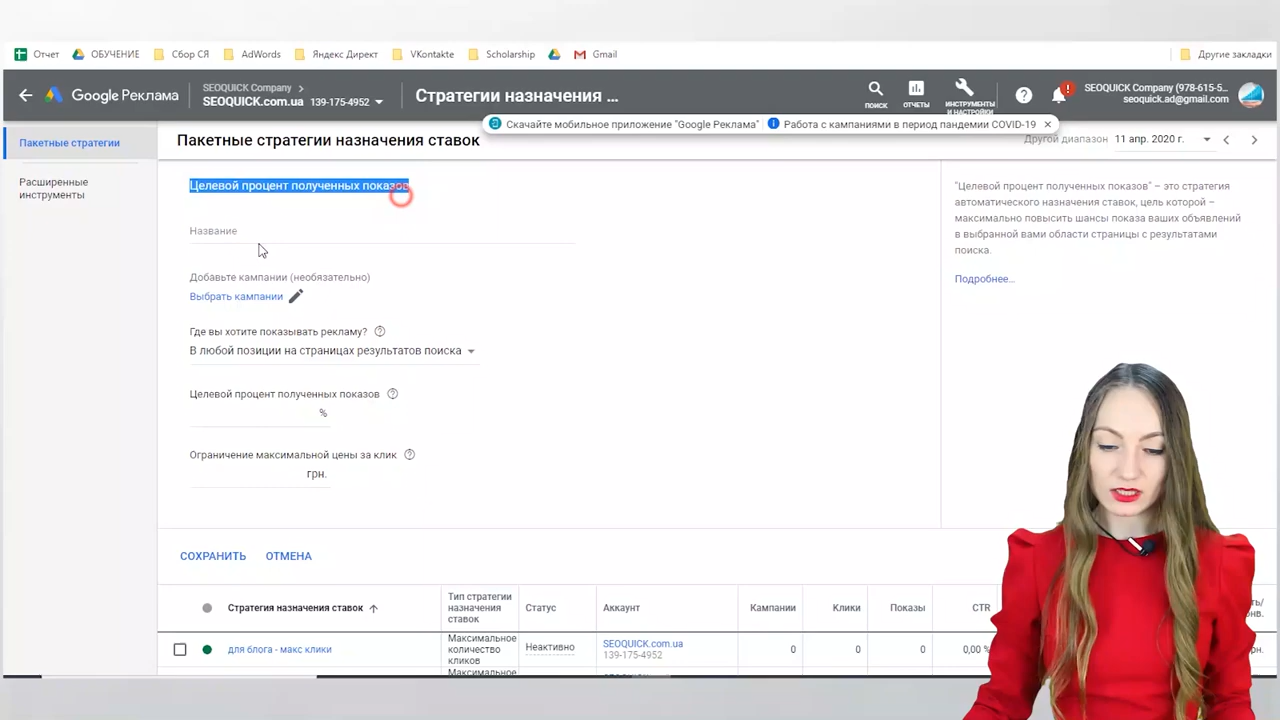 Отчет
ОБУЧЕНИЕ
Сбор СЯ
AdWords
Яндекс Директ
VKontakte
Scholarship
Gmail
Другие закладки
Google Реклама
SEOQUICK Company
SEOQUICK.com.ua 139-175-4952
Стратегии назначения ...
ПОИСК
ОТЧЕТЫ
ИНСТРУМЕНТЫ
И НАСТРОЙКИ
SEOQUICK Company (978-615-5...
seoquick.ad@gmail.com
Скачайте мобильное приложение "Google Реклама"
Работа с кампаниями в период пандемии COVID-19
Пакетные стратегии
Расширенные
инструменты
Пакетные стратегии назначения ставок
Другой диапазон 11 апр. 2020 г.
Целевой процент полученных показов
Название
Добавьте кампании (необязательно)
Выбрать кампании
Где вы хотите показывать рекламу?
В любой позиции на страницах результатов поиска
Целевой процент полученных показов
%
Ограничение максимальной цены за клик
грн.
"Целевой процент полученных показов" – это стратегия
автоматического назначения ставок, цель которой –
максимально повысить шансы показа ваших объявлений
в выбранной вами области страницы с результатами
поиска.
Подробнее...
СОХРАНИТЬ ОТМЕНА
Стратегия назначения ставок
Тип стратегии
назначения
ставок
Статус
Аккаунт
Кампании
Клики
Показы
CTR
для блога - макс клики
Максимальное
количество
кликов
Неактивно
SEOQUICK.com.ua
139-175-4952
0
0
0
0,00 %
Максимальное